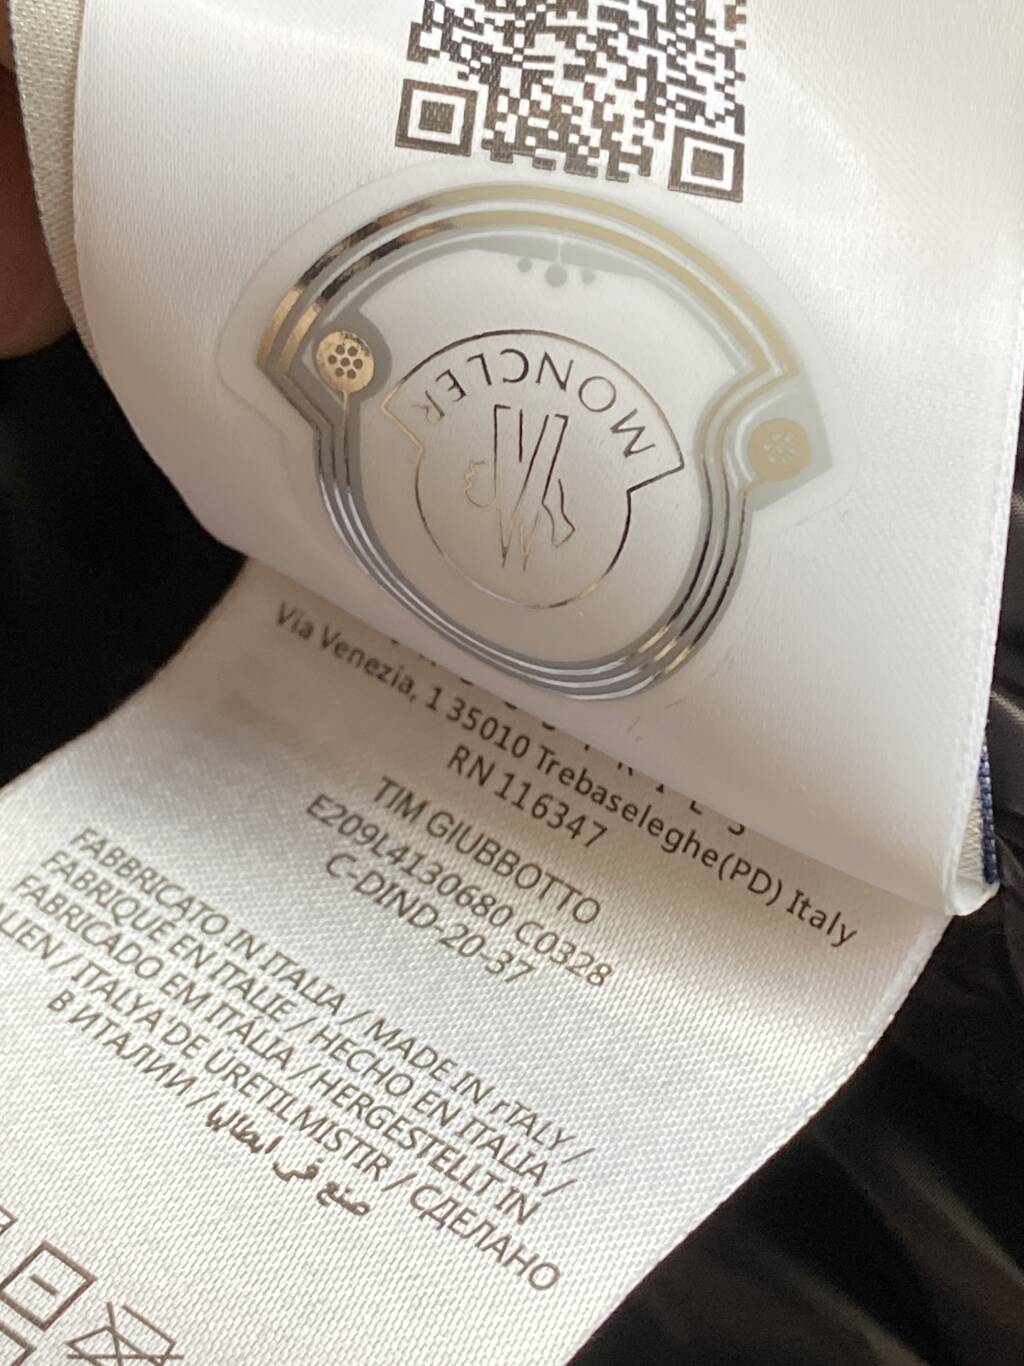 MONCLER
Via Venezia, 1 35010 Trebaseleghe(PD) Italy
RN 116347
TIM GIUBBOTTO
E209L4130680 C0328
C-DIND-20-37
FABBRICATO IN ITALIA / MADE IN rTALY /
FABRIQUE EN ITALIE / HECHO EN ITALIA /
FABRICADO EM ITALIA / HERGESTELLT IN
LIEN / ITALYA'DE ÜRETILMISTIR / СДЕЛАНО
В ИТАЛИИ / صنع في ايطاليا